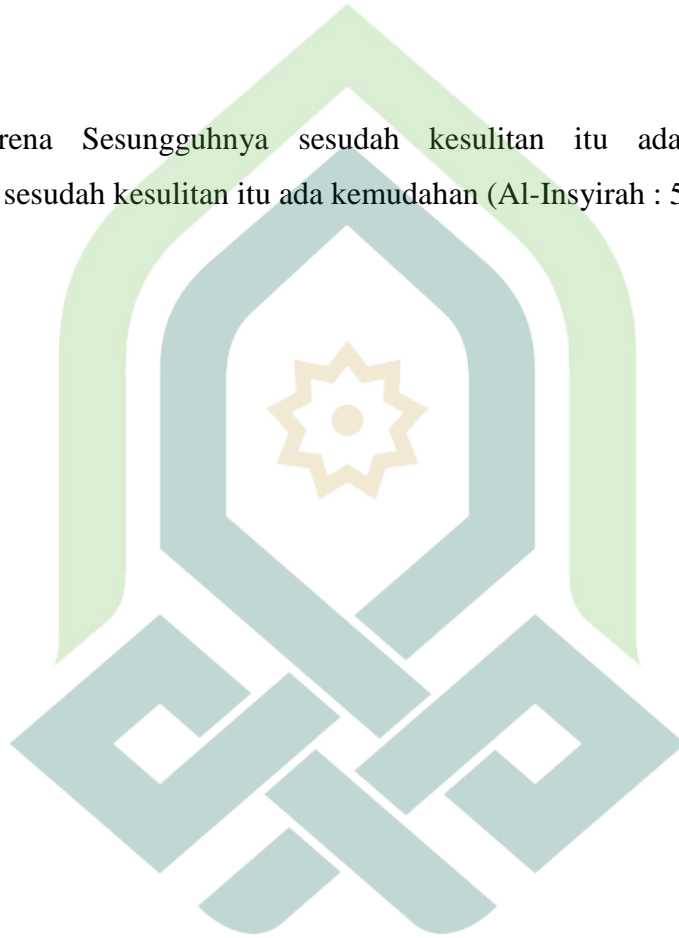 rena Sesungguhnya sesudah kesulitan itu ada
sesudah kesulitan itu ada kemudahan (Al-Insyirah : 5